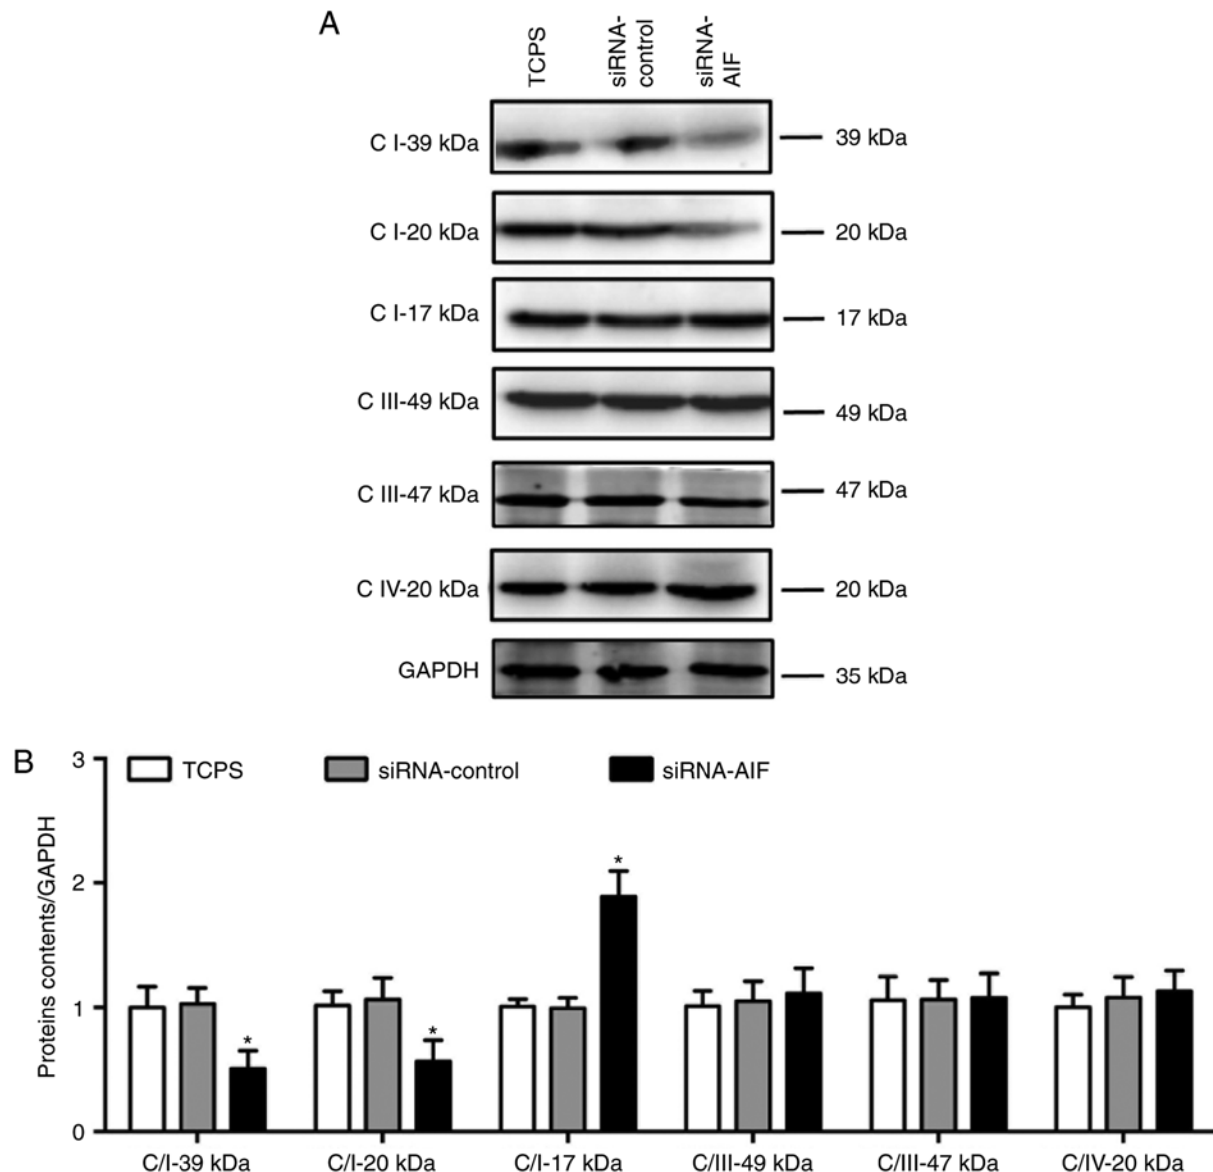 A
TCPS
siRNA-
control
siRNA-
AIF
C I-39 kDa
39 kDa
C I-20 kDa
20 kDa
C I-17 kDa
17 kDa
C III-49 kDa
49 kDa
C III-47 kDa
47 kDa
C IV-20 kDa
20 kDa
GAPDH
35 kDa
B
TCPS
siRNA-control
siRNA-AIF
Proteins contents/GAPDH
3
2
1
0
*
*
*
C/I-39 kDa
C/I-20 kDa
C/I-17 kDa
C/III-49 kDa
C/III-47 kDa
C/IV-20 kDa